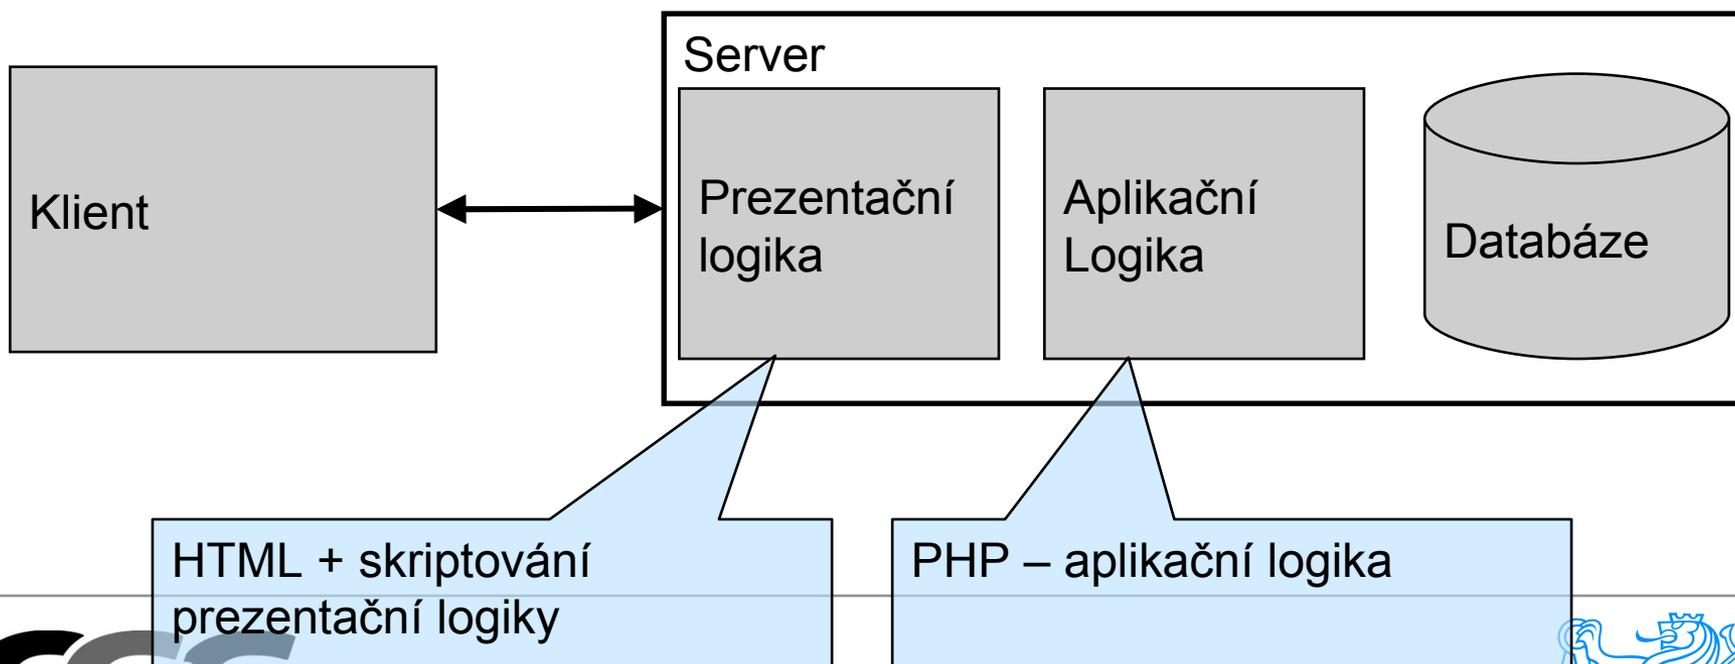 Server
Klient
Prezentační
logika
Aplikační
Logika
Databáze
HTML + skriptování
prezentační logiky
PHP – aplikační logika